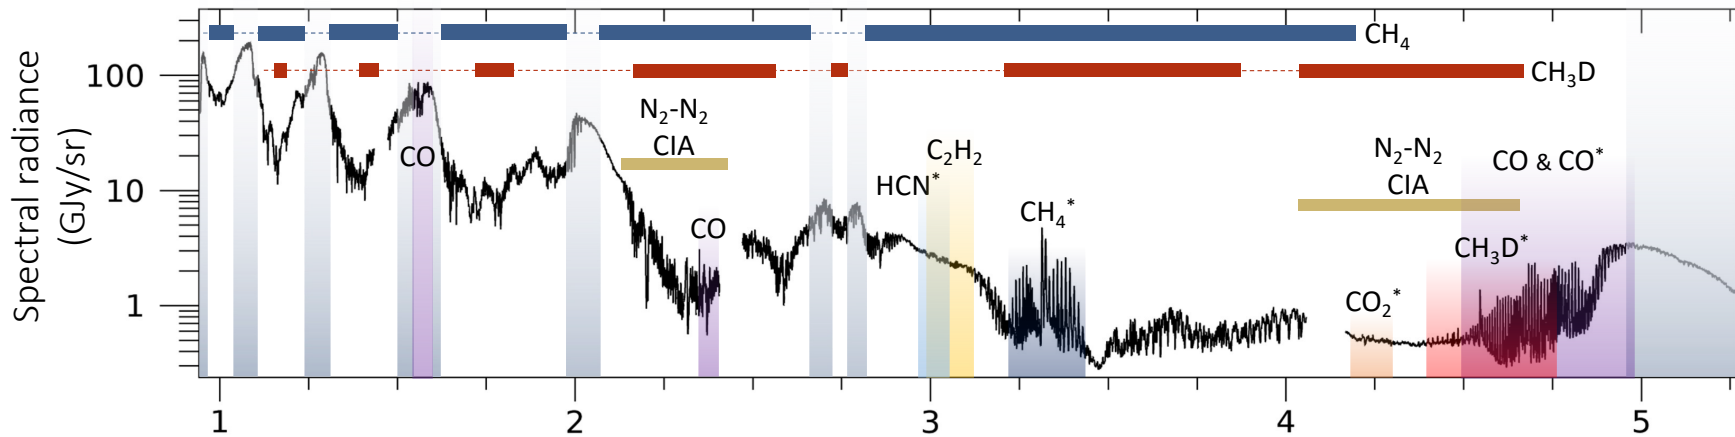 CH₄
CH₃D
Spectral radiance
(GJy/sr)
100
10
1
N₂-N₂
CIA
CO
CO
HCN*
C₂H₂
CH₄*
N₂-N₂
CIA
CO & CO*
CH₃D*
CO₂*
1
2
3
4
5